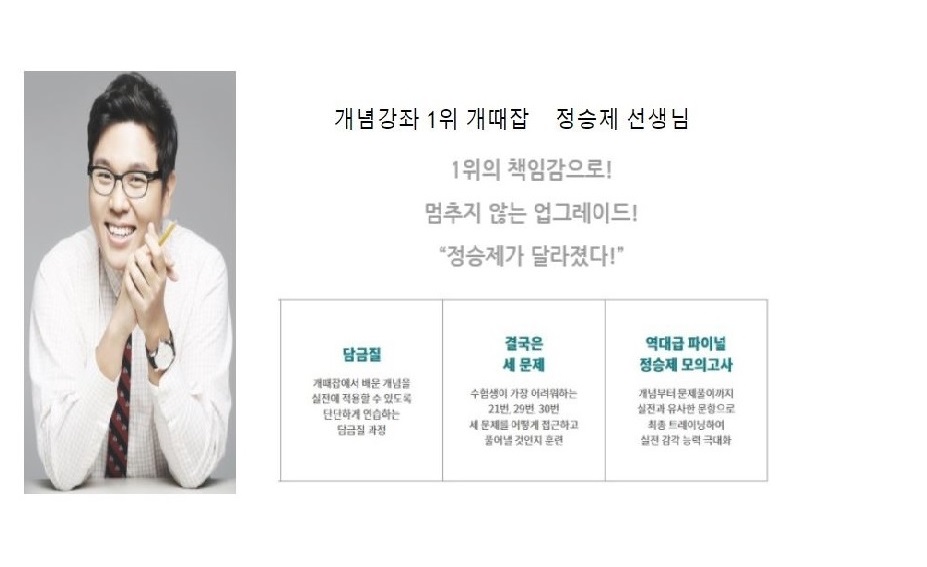 개념강좌 1위 개때잡 정승제 선생님
1위의 책임감으로!
멈추지 않는 업그레이드!
“정승제가 달라졌다!”
담금질
개때잡에서 배운 개념을
실전에 적용할 수 있도록
단단하게 연습하는
담금질 과정
결국은
세 문제
수험생이 가장 어려워하는
21번, 29번, 30번
세 문제를 어떻게 접근하고
풀어낼 것인지 훈련
역대급 파이널
정승제 모의고사
개념부터 문제풀이까지
실전과 유사한 문항으로
최종 트레이닝하여
실전 감각 능력 극대화